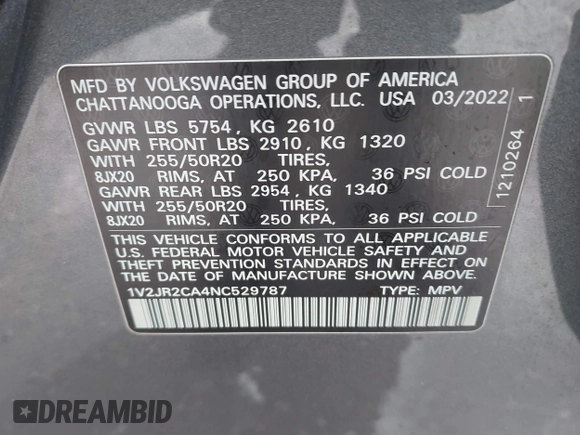 MFD BY VOLKSWAGEN GROUP OF AMERICA
CHATTANOOGA OPERATIONS, LLC. USA 03/2022
GVWR LBS 5754, KG 2610
GAWR FRONT LBS 2910, KG 1320
WITH 255/50R20 TIRES,
8JX20 RIMS, AT 250 KPA, 36 PSI COLD
GAWR REAR LBS 2954, KG 1340
WITH 255/50R20 TIRES,
8JX20 RIMS, AT 250 KPA, 36 PSI COLD
THIS VEHICLE CONFORMS TO ALL APPLICABLE
U.S. FEDERAL MOTOR VEHICLE SAFETY AND
THEFT PREVENTION STANDARDS IN EFFECT ON
THE DATE OF MANUFACTURE SHOWN ABOVE.
1V2JR2CA4NC529787 TYPE: MPV
1210264 1
DREAMBID